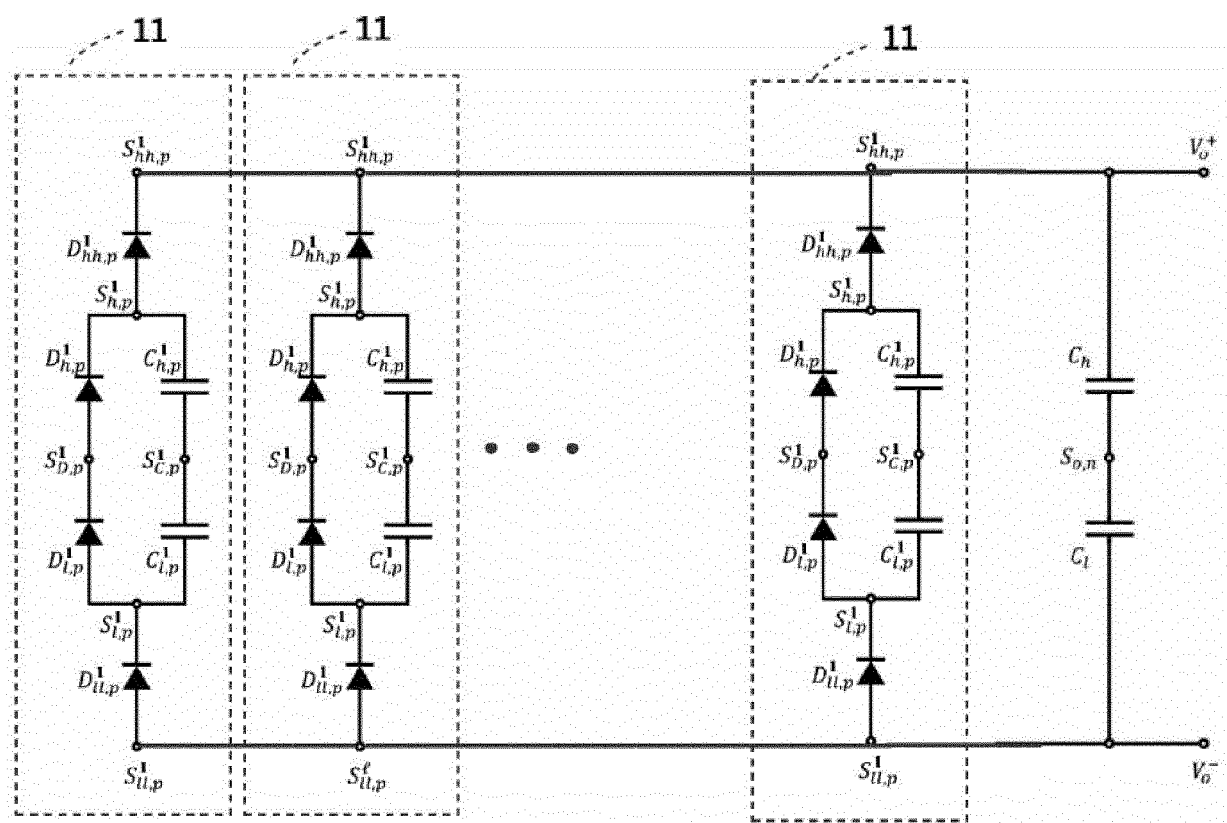 11 11 11
S^1_{hh,p} S^1_{hh,p} S^1_{hh,p} V_o^+
D^1_{hh,p} D^1_{hh,p} D^1_{hh,p}
S^1_{h,p} S^1_{h,p} S^1_{h,p}
D^1_{h,p} C^1_{h,p} D^1_{h,p} C^1_{h,p} D^1_{h,p} C^1_{h,p} C_h
S^1_{D,p} S^1_{C,p} S^1_{D,p} S^1_{C,p} S^1_{D,p} S^1_{C,p} S_{o,n}
D^1_{l,p} C^1_{l,p} D^1_{l,p} C^1_{l,p} D^1_{l,p} C^1_{l,p} C_l
S^1_{l,p} S^1_{l,p} S^1_{l,p}
D^1_{ll,p} D^1_{ll,p} D^1_{ll,p}
S^1_{ll,p} S^ℓ_{ll,p} S^1_{ll,p} V_o^-